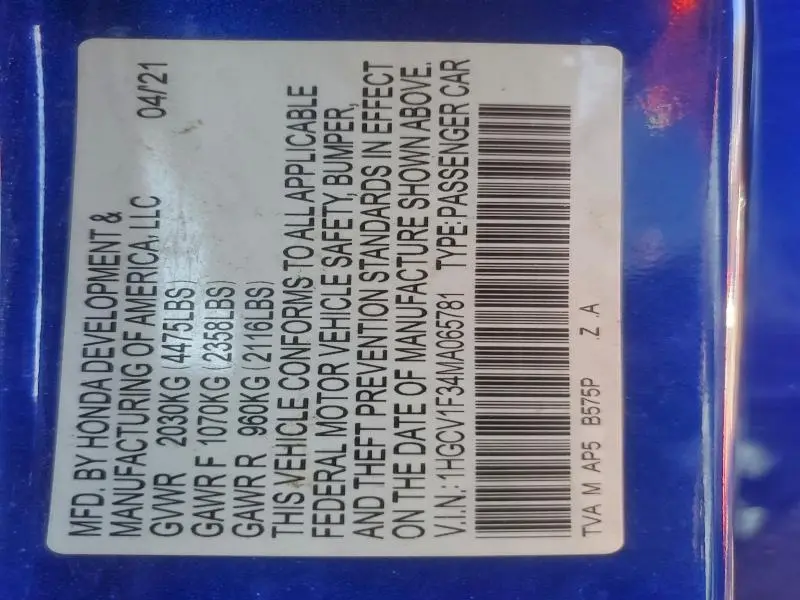 MFD. BY HONDA DEVELOPMENT &
MANUFACTURING OF AMERICA, LLC 04/'21
GVWR 2030KG (4475LBS)
GAWR F 1070KG (2358LBS)
GAWR R 960KG (2116LBS)
THIS VEHICLE CONFORMS TO ALL APPLICABLE
FEDERAL MOTOR VEHICLE SAFETY, BUMPER,
AND THEFT PREVENTION STANDARDS IN EFFECT
ON THE DATE OF MANUFACTURE SHOWN ABOVE.
V.I.N.: 1HGCV1F34MA065781 TYPE:PASSENGER CAR
TVA M AP5 B575P .Z .A